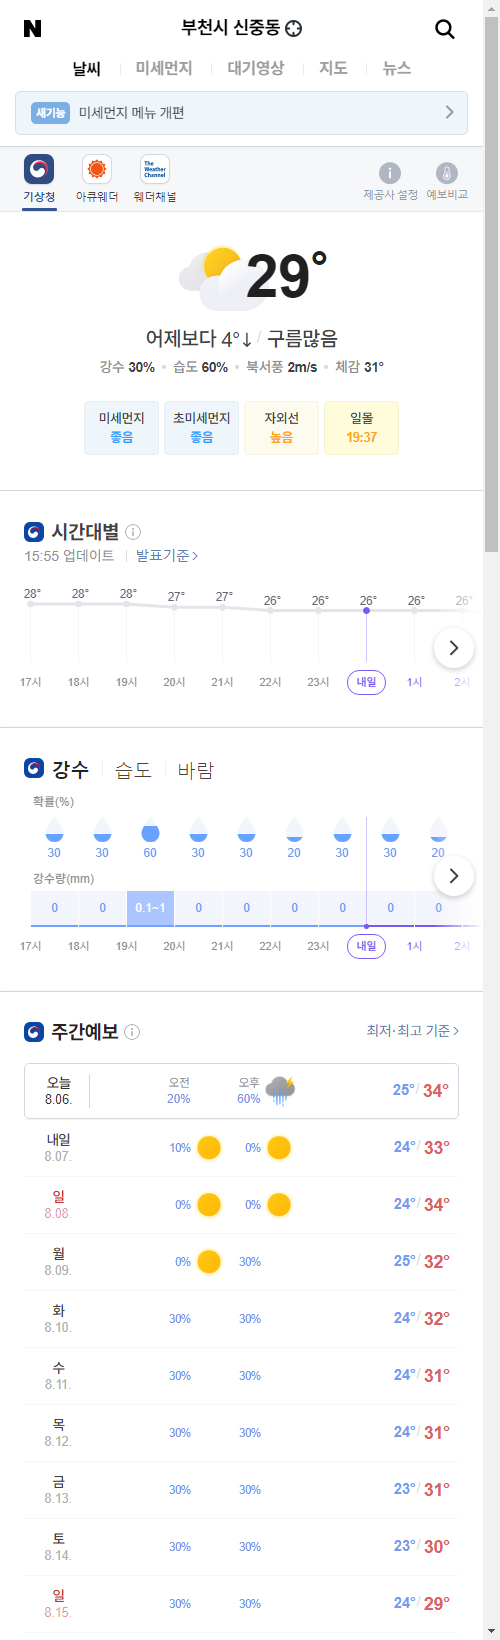 N 부천시 신중동
날씨 미세먼지 대기영상 지도 뉴스
새기능 미세먼지 메뉴 개편
The Weather Channel
기상청 아큐웨더 웨더채널 제공사 설정 예보비교
29°
어제보다 4°↓ / 구름많음
강수 30% • 습도 60% • 북서풍 2m/s • 체감 31°
미세먼지 초미세먼지 자외선 일몰
좋음 좋음 높음 19:37
시간대별
15:55 업데이트 발표기준 >
28° 28° 28° 27° 27° 26° 26° 26° 26° 26°
17시 18시 19시 20시 21시 22시 23시 내일 1시 2시
강수 습도 바람
확률(%)
30 30 60 30 30 20 30 30 20
강수량(mm)
0 0 0.1~1 0 0 0 0 0 0
17시 18시 19시 20시 21시 22시 23시 내일 1시 2시
주간예보 최저·최고 기준 >
오늘 오전 오후
8.06. 20% 60% 25°/ 34°
내일
8.07. 10% 0% 24°/ 33°
일
8.08. 0% 0% 24°/ 34°
월
8.09. 0% 30% 25°/ 32°
화
8.10. 30% 30% 24°/ 32°
수
8.11. 30% 30% 24°/ 31°
목
8.12. 30% 30% 24°/ 31°
금
8.13. 30% 30% 23°/ 31°
토
8.14. 30% 30% 23°/ 30°
일
8.15. 30% 30% 24°/ 29°